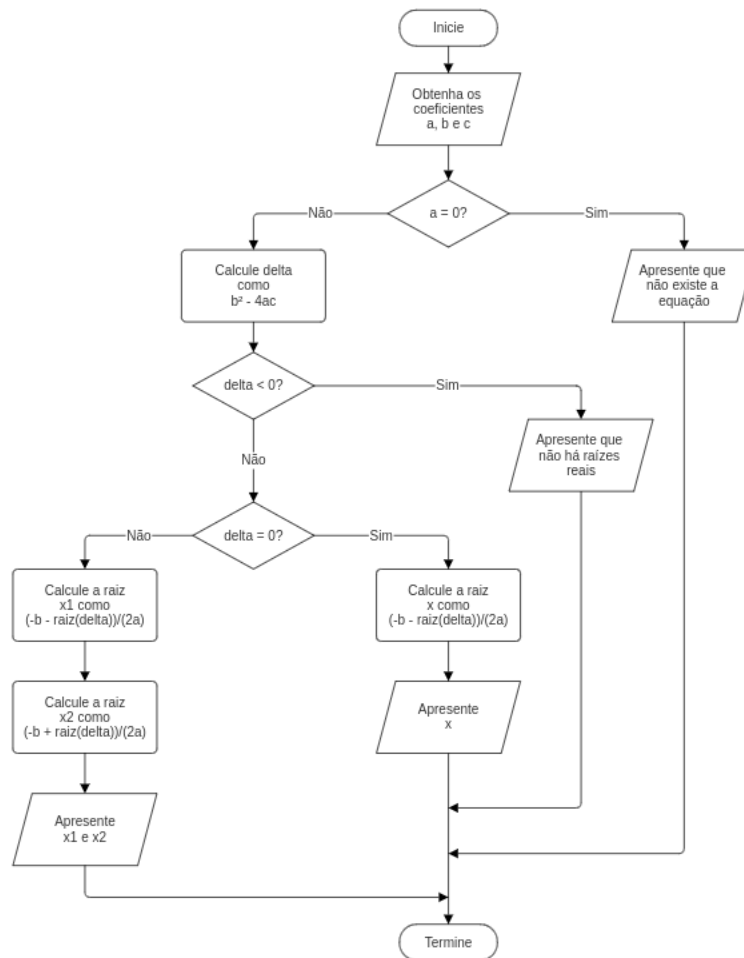 Inicie
Obtenha os
coeficientes
a, b e c
a = 0?
Não
Sim
Calcule delta
como
b² - 4ac
Apresente que
não existe a
equação
delta < 0?
Sim
Não
Apresente que
não há raízes
reais
delta = 0?
Não
Sim
Calcule a raiz
x1 como
(-b - raiz(delta))/(2a)
Calcule a raiz
x como
(-b - raiz(delta))/(2a)
Calcule a raiz
x2 como
(-b + raiz(delta))/(2a)
Apresente
x
Apresente
x1 e x2
Termine